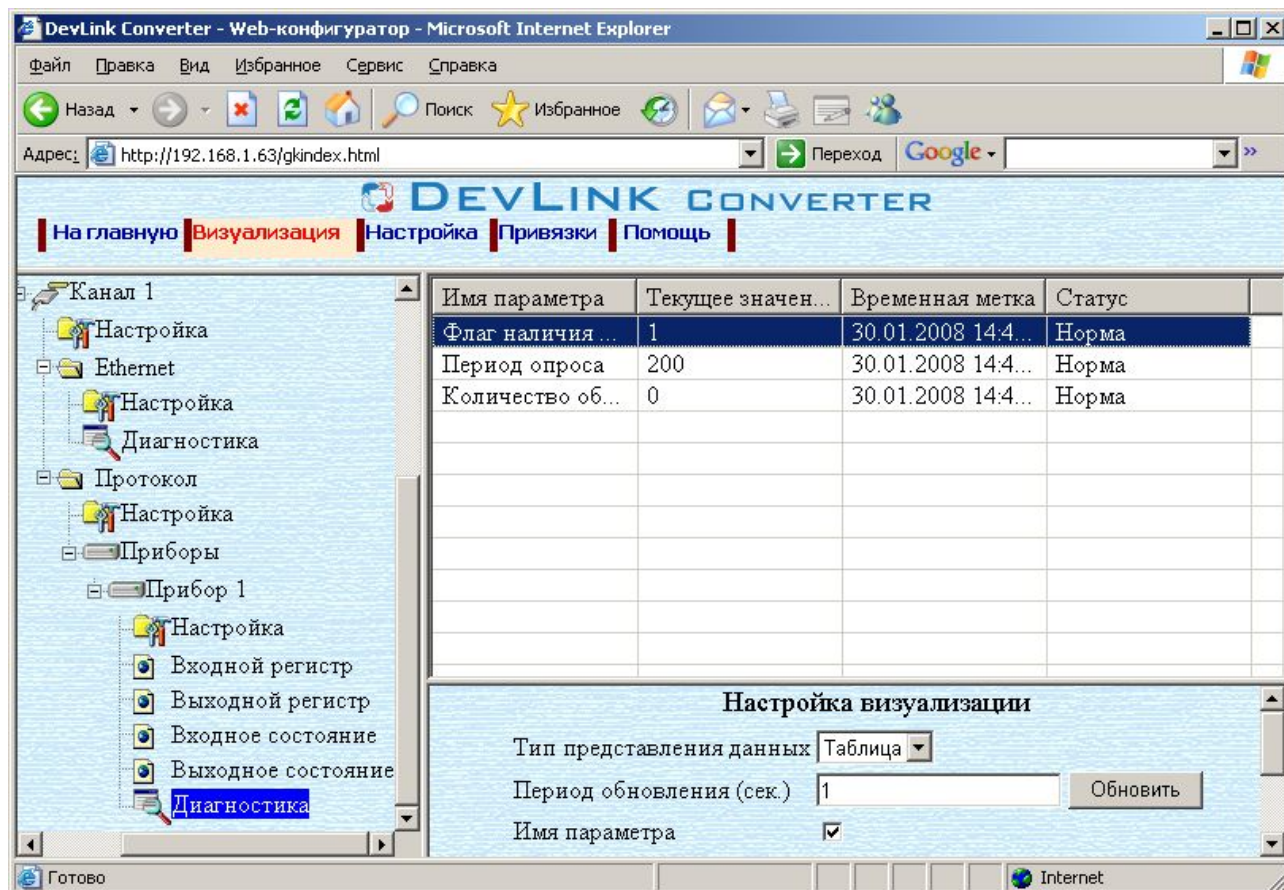 DevLink Converter - Web-конфигуратор - Microsoft Internet Explorer
Файл Правка Вид Избранное Сервис Справка
Назад Поиск Избранное
Адрес: http://192.168.1.63/gkindex.html Переход Google »
DEVLINK CONVERTER
На главную Визуализация Настройка Привязки Помощь
Канал 1
Настройка
Ethernet
Настройка
Диагностика
Протокол
Настройка
Приборы
Прибор 1
Настройка
Входной регистр
Выходной регистр
Входное состояние
Выходное состояние
Диагностика
Имя параметра Текущее значен... Временная метка Статус
Флаг наличия ... 1 30.01.2008 14:4... Норма
Период опроса 200 30.01.2008 14:4... Норма
Количество об... 0 30.01.2008 14:4... Норма
Настройка визуализации
Тип представления данных Таблица
Период обновления (сек.) 1 Обновить
Имя параметра
Готово Internet